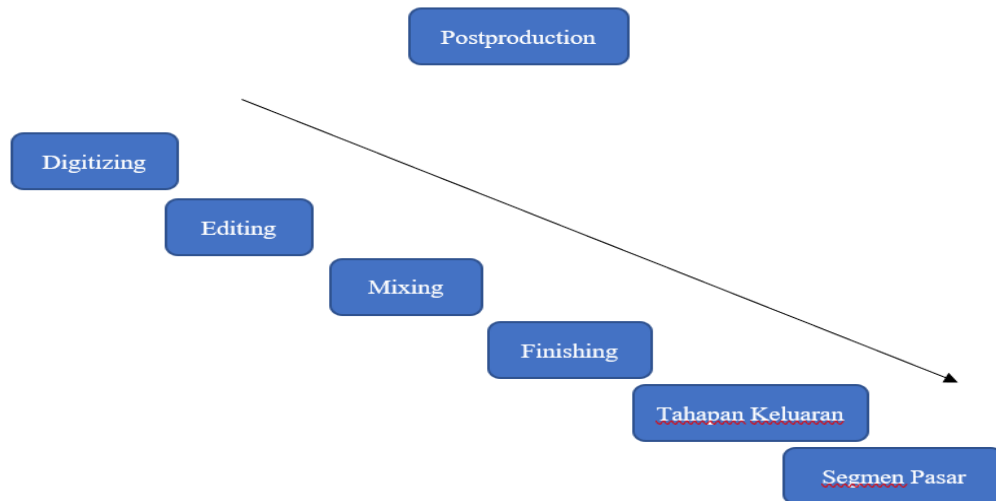 Postproduction
Digitizing
Editing
Mixing
Finishing
Tahapan Keluaran
Segmen Pasar